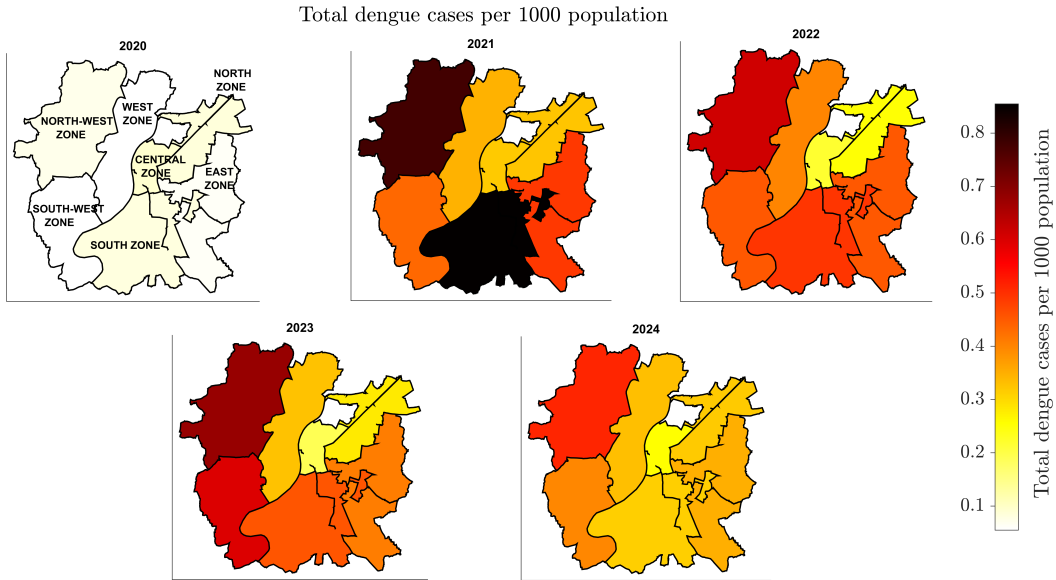 Total dengue cases per 1000 population
2020
2021
2022
NORTH
ZONE
WEST
ZONE
NORTH-WEST
ZONE
CENTRAL
ZONE
EAST
ZONE
SOUTH-WEST
ZONE
SOUTH ZONE
0.8
0.7
0.6
0.5
0.4
0.3
0.2
0.1
Total dengue cases per 1000 population
2023
2024